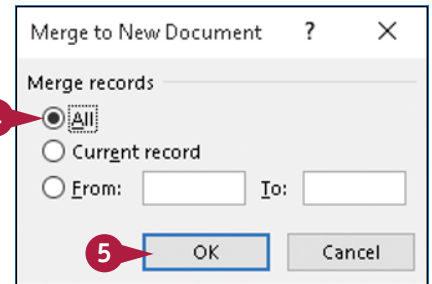 Merge to New Document ? ×
Merge records
All
Current record
From: To:
5 OK Cancel